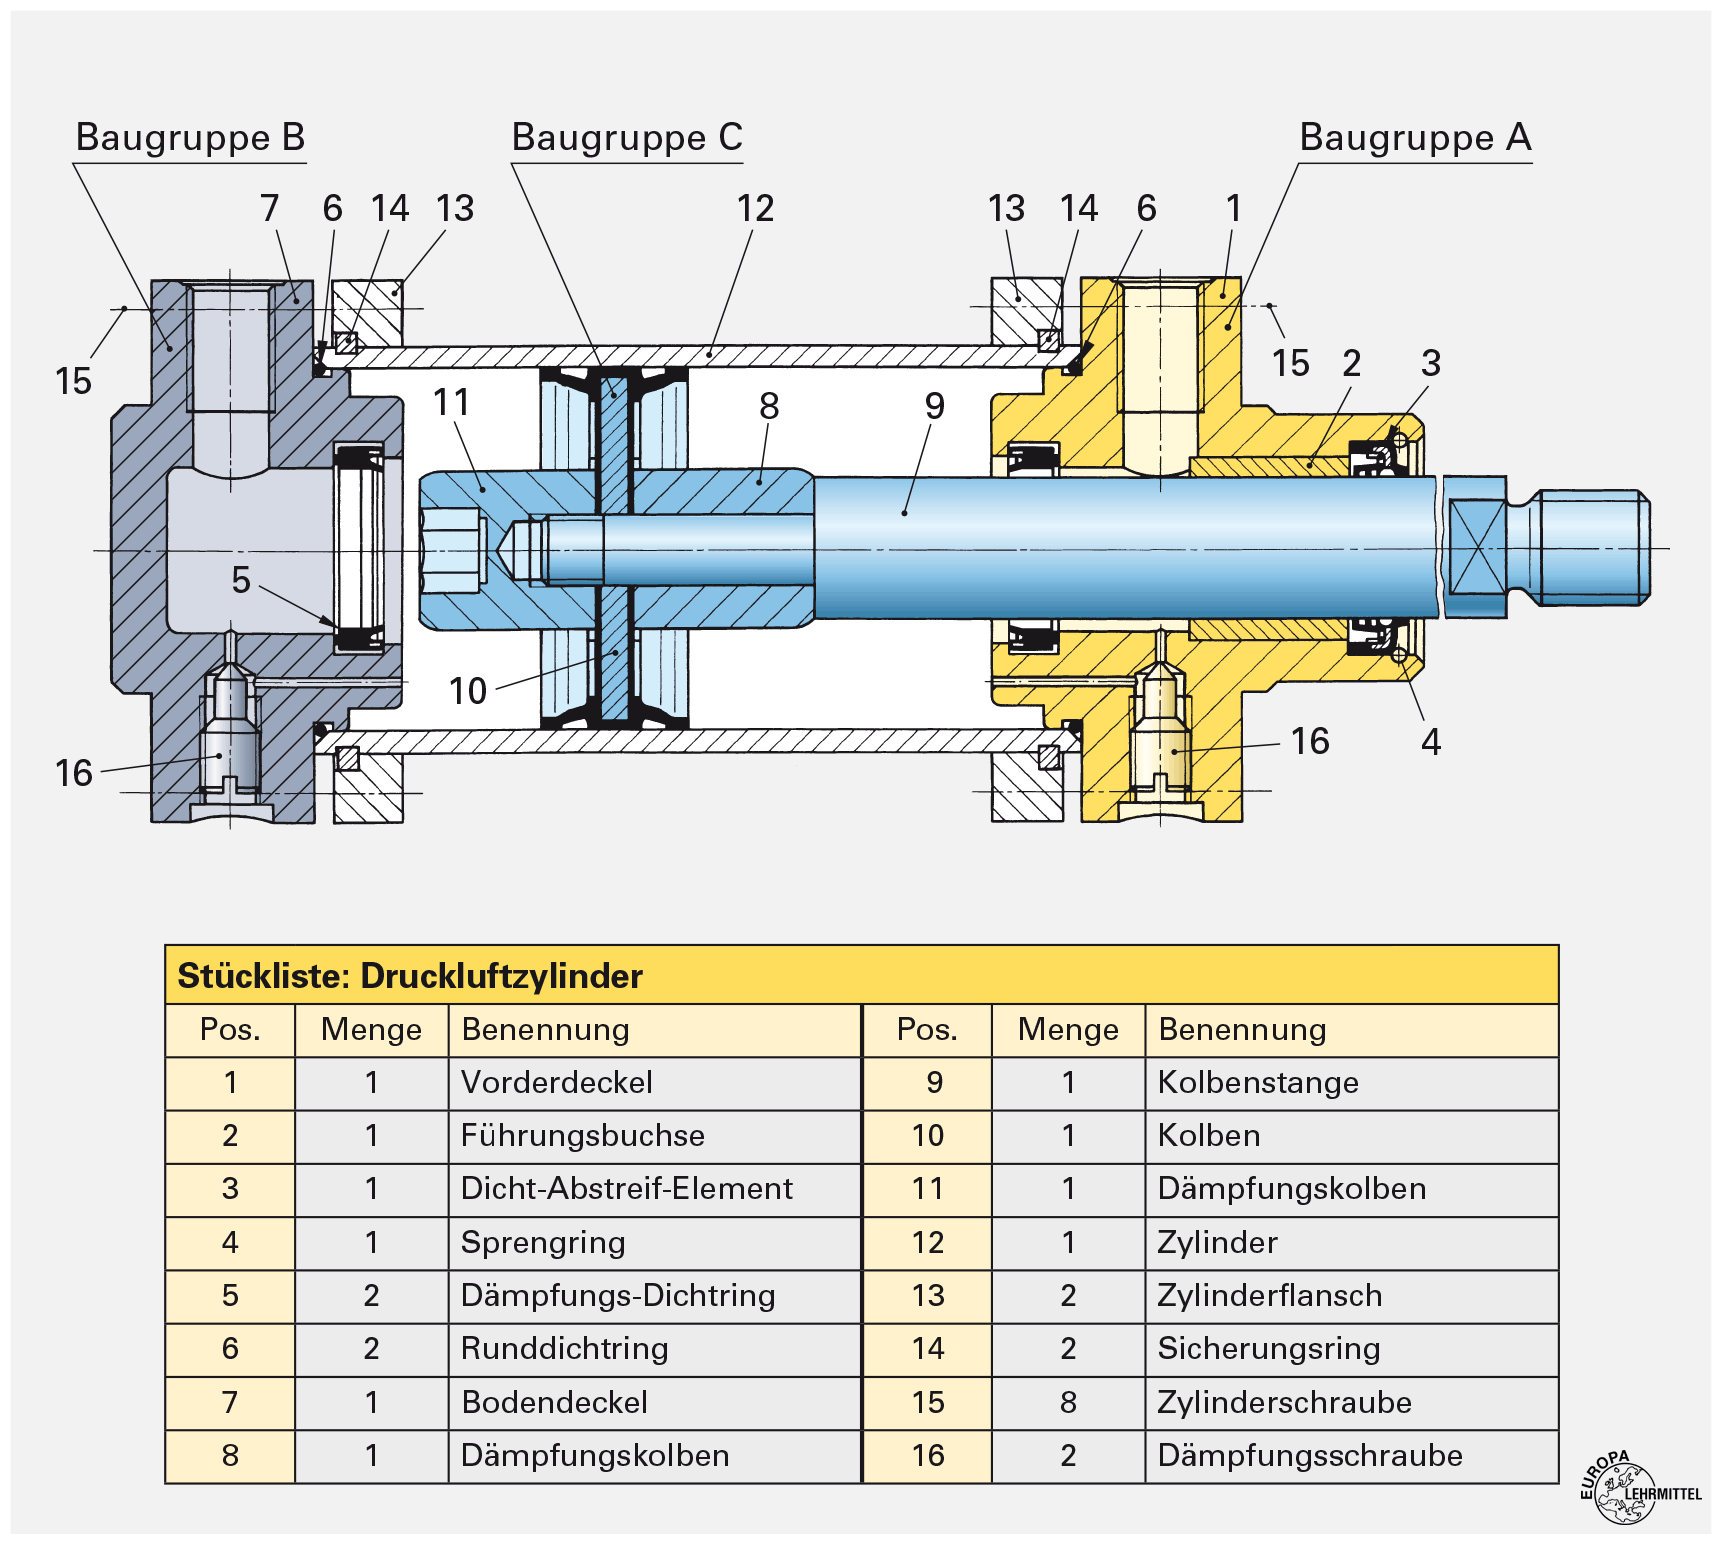 Baugruppe B Baugruppe C Baugruppe A
7 6 14 13 12 13 14 6 1
15 11 8 9 15 2 3
5
10
16 16 4
Stückliste: Druckluftzylinder
Pos. Menge Benennung Pos. Menge Benennung
1 1 Vorderdeckel 9 1 Kolbenstange
2 1 Führungsbuchse 10 1 Kolben
3 1 Dicht-Abstreif-Element 11 1 Dämpfungskolben
4 1 Sprengring 12 1 Zylinder
5 2 Dämpfungs-Dichtring 13 2 Zylinderflansch
6 2 Runddichtring 14 2 Sicherungsring
7 1 Bodendeckel 15 8 Zylinderschraube
8 1 Dämpfungskolben 16 2 Dämpfungsschraube
EUROPA
LEHRMITTEL